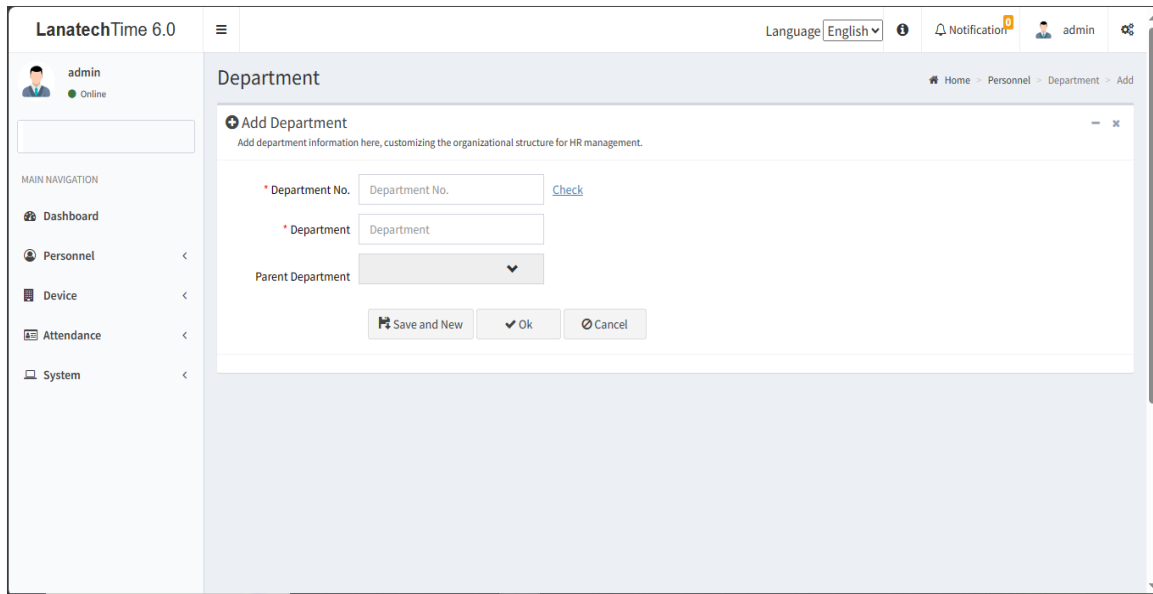 LanatechTime 6.0
Language English
0
Notification
admin
admin
Online
Department
Home > Personnel > Department > Add
Add Department
Add department information here, customizing the organizational structure for HR management.
MAIN NAVIGATION
Dashboard
Personnel
Device
Attendance
System
* Department No. Department No. Check
* Department Department
Parent Department
Save and New Ok Cancel